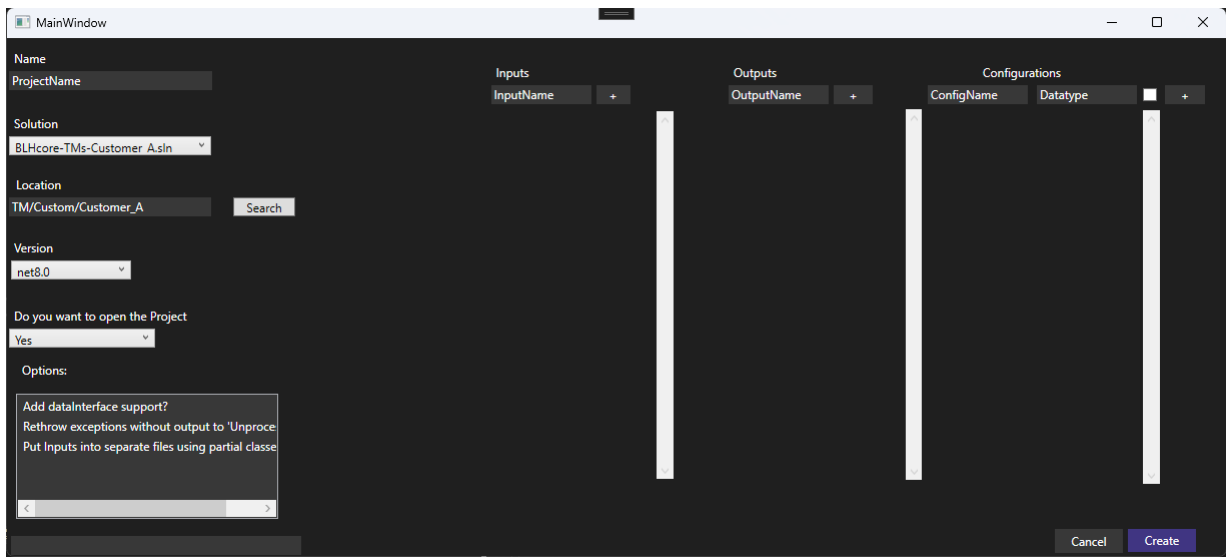 MainWindow
Name
ProjectName
Solution
BLHcore-TMs-Customer_A.sln
Location
TM/Custom/Customer_A
Search
Version
net8.0
Do you want to open the Project
Yes
Options:
Add dataInterface support?
Rethrow exceptions without output to 'Unproce
Put Inputs into separate files using partial classe
Inputs
InputName +
Outputs
OutputName +
Configurations
ConfigName Datatype +
Cancel Create